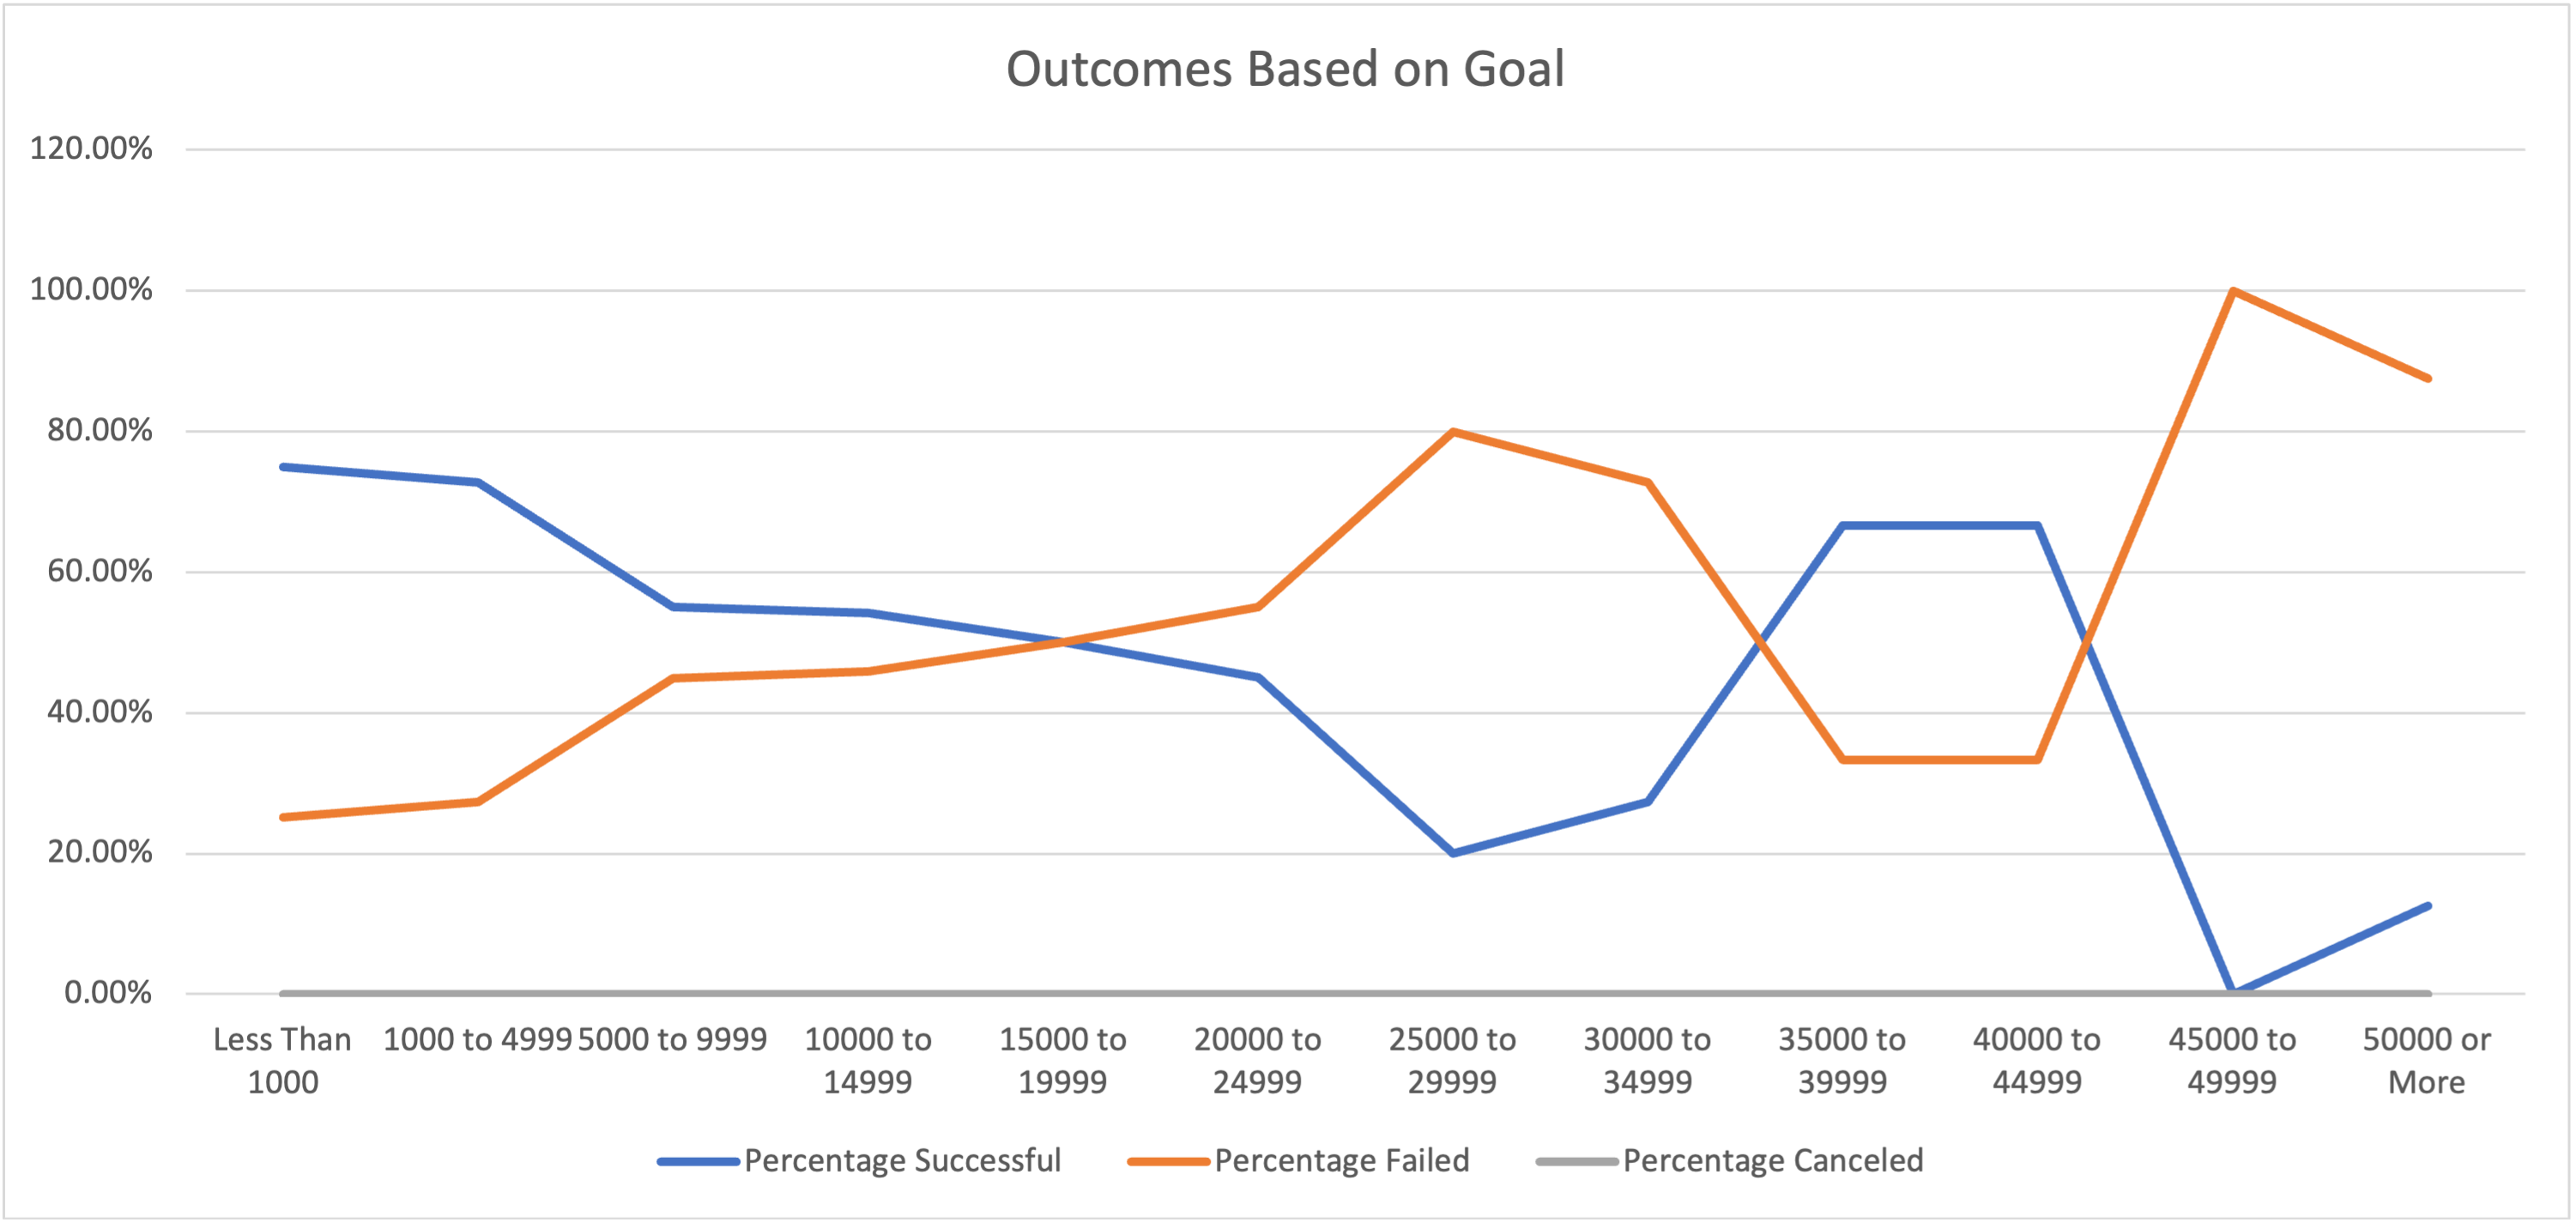 Outcomes Based on Goal
120.00%
100.00%
80.00%
60.00%
40.00%
20.00%
0.00%
Less Than
1000
1000 to 4999
5000 to 9999
10000 to
14999
15000 to
19999
20000 to
24999
25000 to
29999
30000 to
34999
35000 to
39999
40000 to
44999
45000 to
49999
50000 or
More
Percentage Successful
Percentage Failed
Percentage Canceled